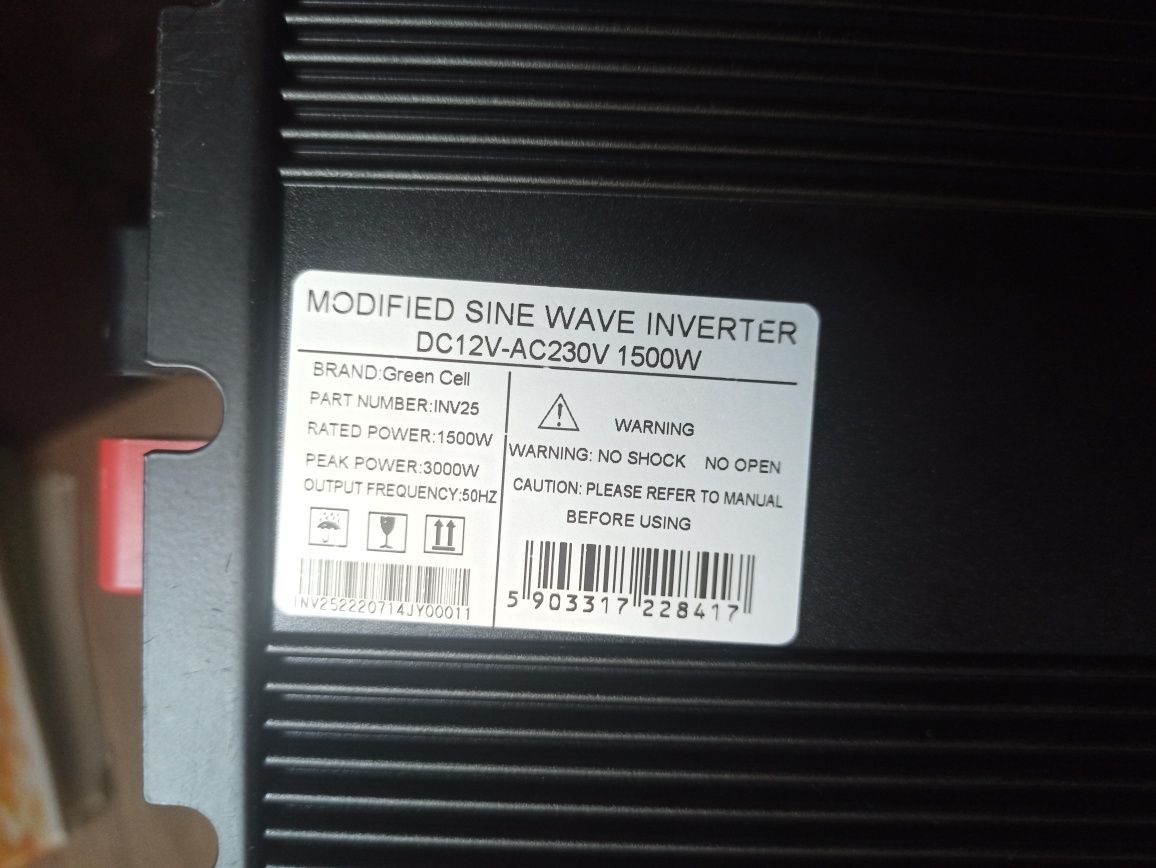 MODIFIED SINE WAVE INVERTER
DC12V-AC230V 1500W
BRAND:Green Cell
PART NUMBER:INV25
RATED POWER:1500W
PEAK POWER:3000W
OUTPUT FREQUENCY:50HZ
INV252220714JY00011
WARNING
WARNING: NO SHOCK NO OPEN
CAUTION: PLEASE REFER TO MANUAL
BEFORE USING
5 903317 228417